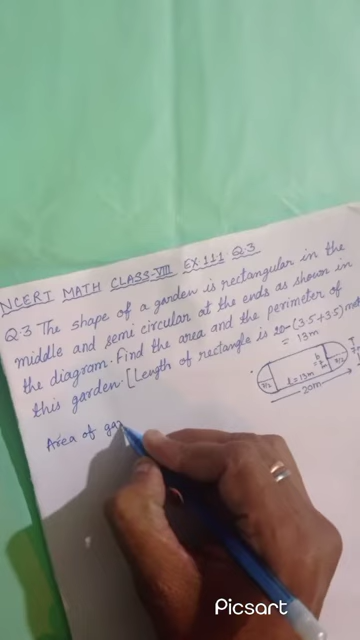 NCERT MATH CLASS-VIII EX. 11.1 Q.3
Q.3 The shape of a garden is rectangular in the
middle and semi circular at the ends as shown in
the diagram. Find the area and the perimeter of
this garden. [Length of rectangle is 20-(3.5+3.5)
= 13m
l=13m
20m
Area of gar
Picsart